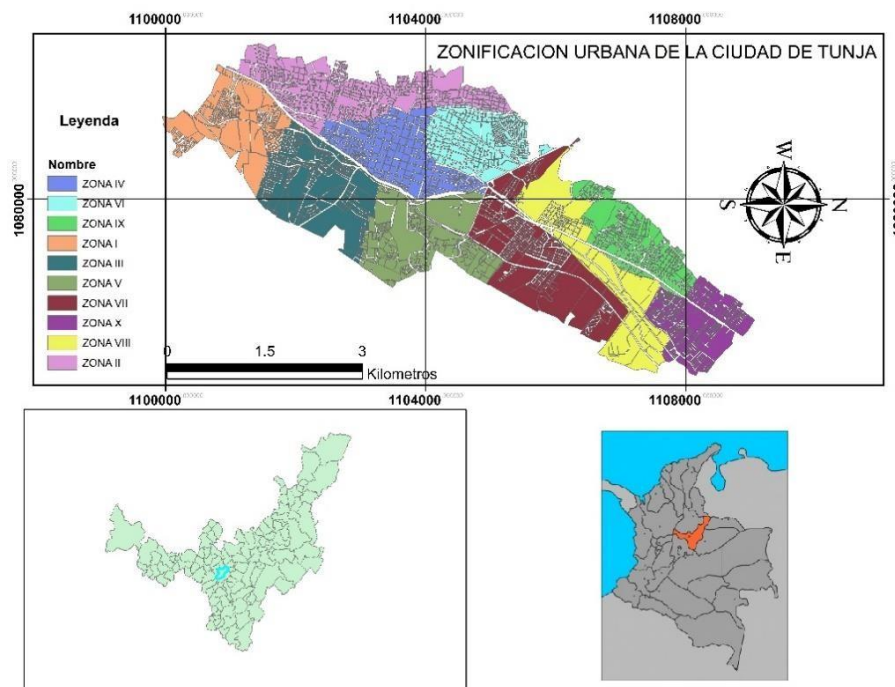 1100000
1104000
1108000
ZONIFICACION URBANA DE LA CIUDAD DE TUNJA
Leyenda
Nombre
ZONA IV
ZONA VI
ZONA IX
ZONA I
ZONA III
ZONA V
ZONA VII
ZONA X
ZONA VIII
ZONA II
1080000
W
S
N
E
0
1.5
3
Kilometros
1100000
1104000
1108000